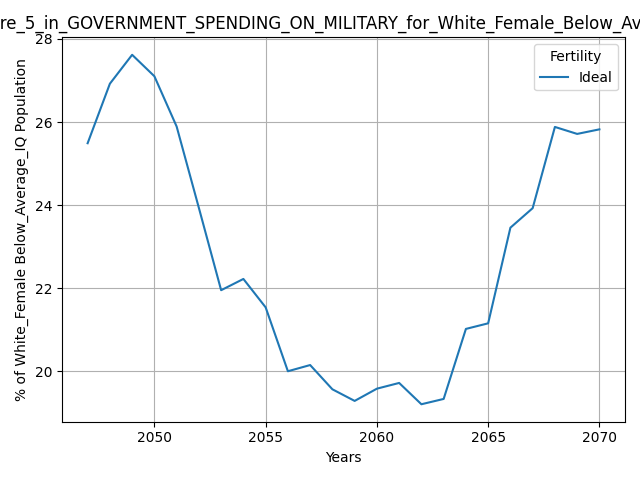 re_5_in_GOVERNMENT_SPENDING_ON_MILITARY_for_White_Female_Below_Av
28
26
24
22
20
% of White_Female Below_Average_IQ Population
Fertility
Ideal
2050
2055
2060
2065
2070
Years